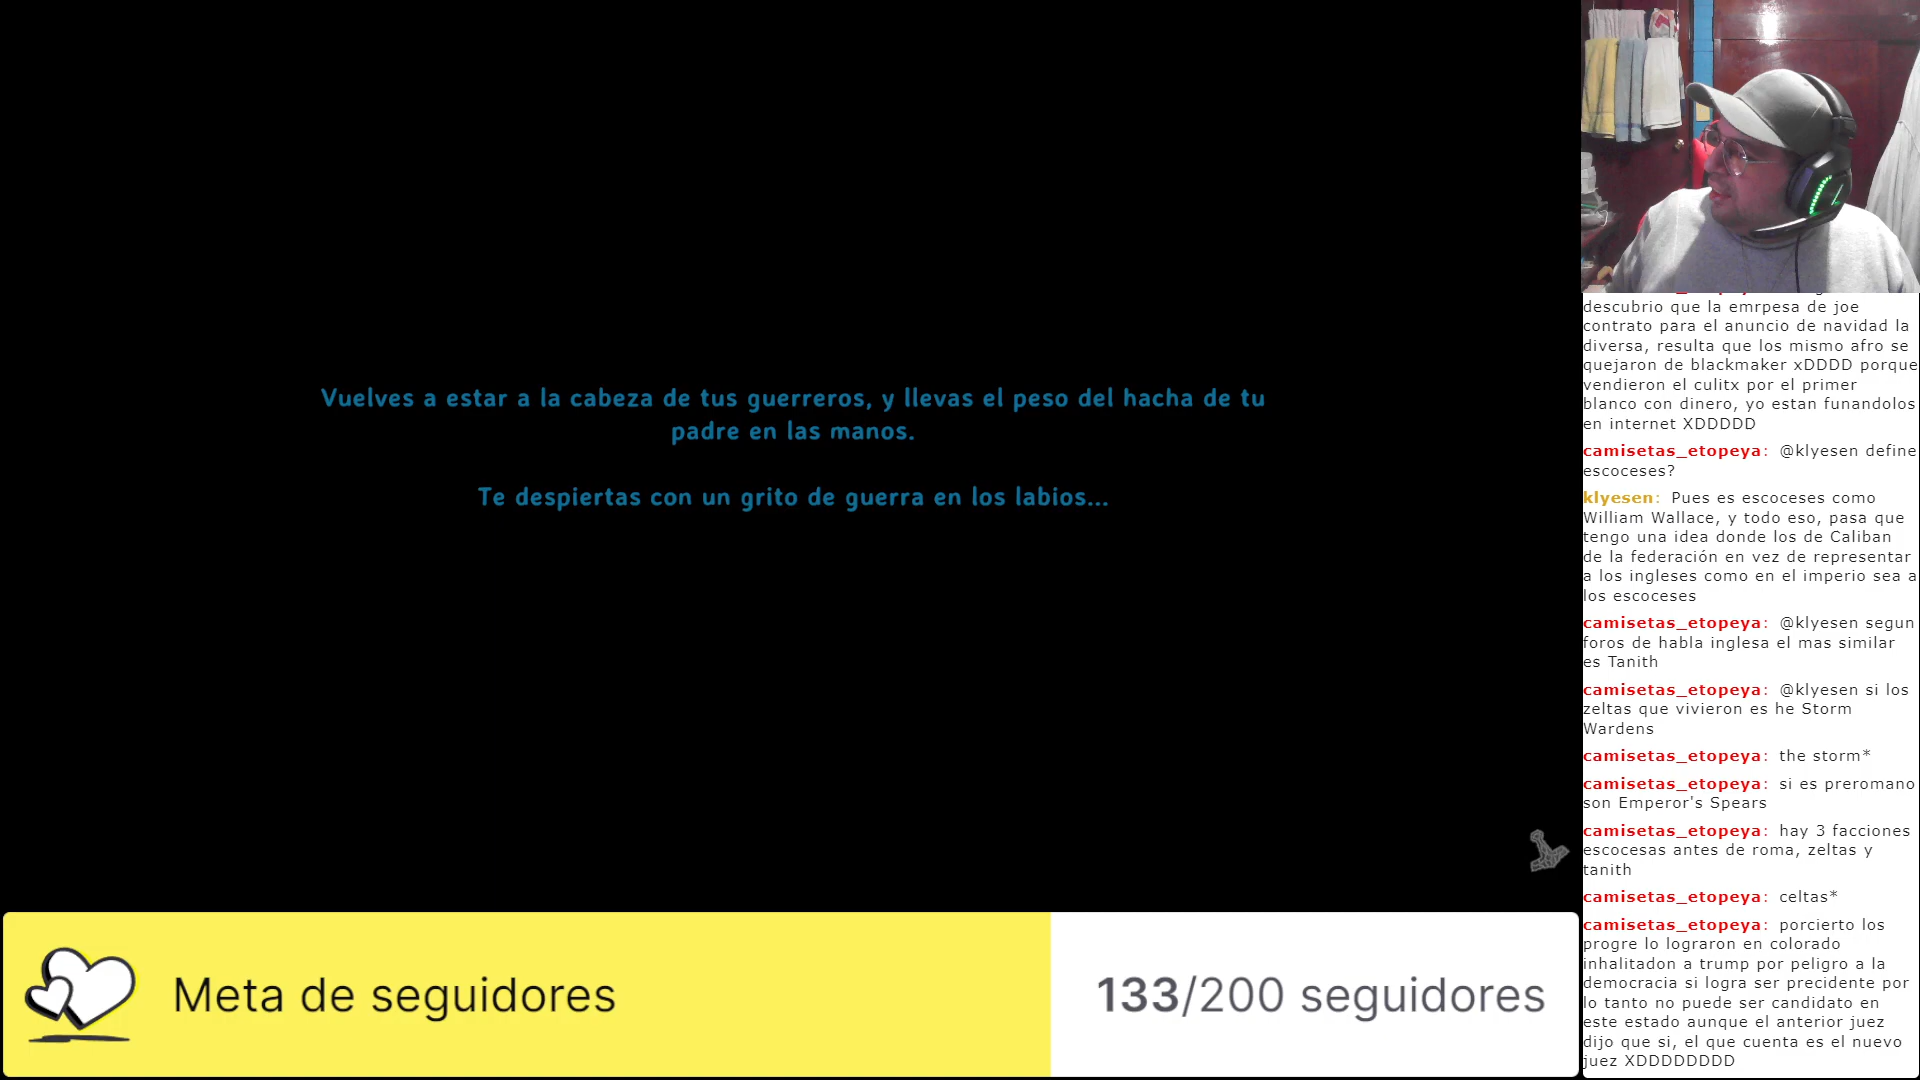 Vuelves a estar a la cabeza de tus guerreros, y llevas el peso del hacha de tu
padre en las manos.
Te despiertas con un grito de guerra en los labios...
Meta de seguidores
133/200 seguidores
descubrio que la emrpesa de joe
contrato para el anuncio de navidad la
diversa, resulta que los mismo afro se
quejaron de blackmaker xDDDD porque
vendieron el culitx por el primer
blanco con dinero, yo estan funandolos
en internet XDDDDD
camisetas_etopeya: @klyesen define
escoceses?
klyesen: Pues es escoceses como
William Wallace, y todo eso, pasa que
tengo una idea donde los de Caliban
de la federación en vez de representar
a los ingleses como en el imperio sea a
los escoceses
camisetas_etopeya: @klyesen segun
foros de habla inglesa el mas similar
es Tanith
camisetas_etopeya: @klyesen si los
zeltas que vivieron es he Storm
Wardens
camisetas_etopeya: the storm*
camisetas_etopeya: si es preromano
son Emperor's Spears
camisetas_etopeya: hay 3 facciones
escocesas antes de roma, zeltas y
tanith
camisetas_etopeya: celtas*
camisetas_etopeya: porcierto los
progre lo lograron en colorado
inhalitadon a trump por peligro a la
democracia si logra ser precidente por
lo tanto no puede ser candidato en
este estado aunque el anterior juez
dijo que si, el que cuenta es el nuevo
juez XDDDDDDDD